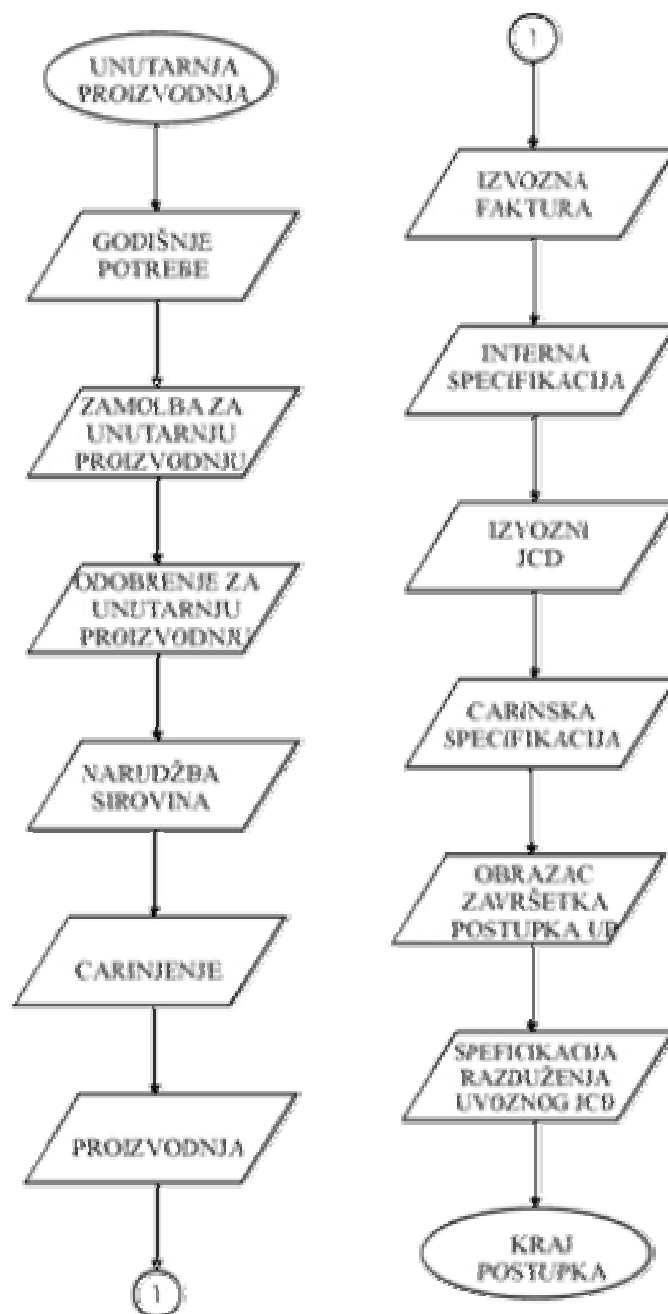 UNUTARNJA
PROIZVODNJA
GODIŠNJE
POTREBE
ZAMOLBA ZA
UNUTARNJU
PROIZVODNJU
ODOBRENJE ZA
UNUTARNJU
PROIZVODNJU
NARUDŽBA
SIROVINA
CARINJENJE
PROIZVODNJA
1
1
IZVOZNA
FAKTURA
INTERNA
SPECIFIKACIJA
IZVOZNI
JCD
CARINSKA
SPECIFIKACIJA
OBRAZAC
ZAVRŠETKA
POSTUPKA UP
SPEFICIKACIJA
RAZDUŽENJA
UVOZNOG JCD
KRAJ
POSTUPKA